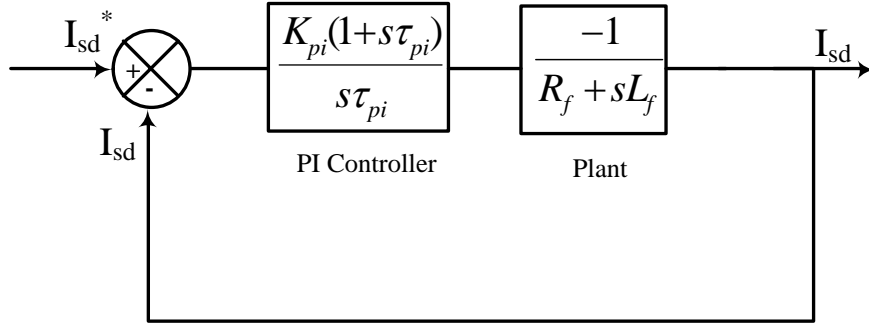 I_sd*
+
-
I_sd
K_pi(1+sτ_pi)
sτ_pi
PI Controller
-1
R_f + sL_f
Plant
I_sd